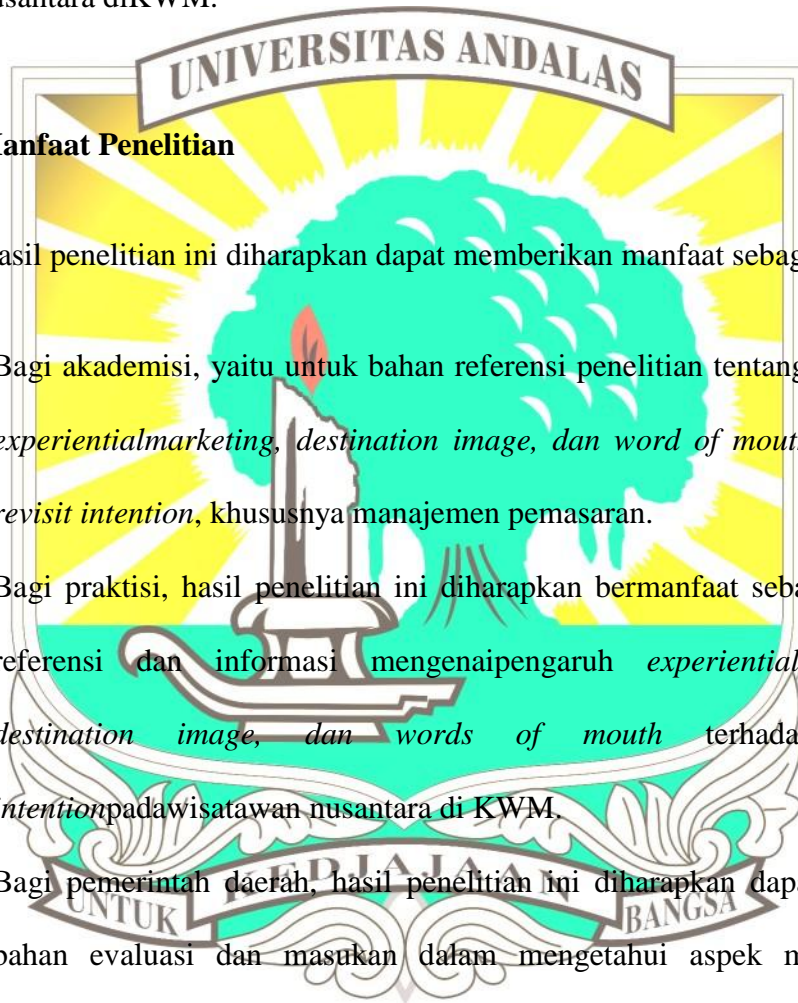 usantara diKWM.
UNIVERSITAS ANDALAS
Manfaat Penelitian
asil penelitian ini diharapkan dapat memberikan manfaat sebag
Bagi akademisi, yaitu untuk bahan referensi penelitian tentang
experientialmarketing, destination image, dan word of mouth
revisit intention, khususnya manajemen pemasaran.
Bagi praktisi, hasil penelitian ini diharapkan bermanfaat seba
referensi dan informasi mengenaipengaruh experiential
destination image, dan words of mouth terhada
intentionpadawisatawan nusantara di KWM.
Bagi pemerintah daerah, hasil penelitian ini diharapkan dapa
UNTUK KEDJAJAAN BANGSA
bahan evaluasi dan masukan dalam mengetahui aspek m